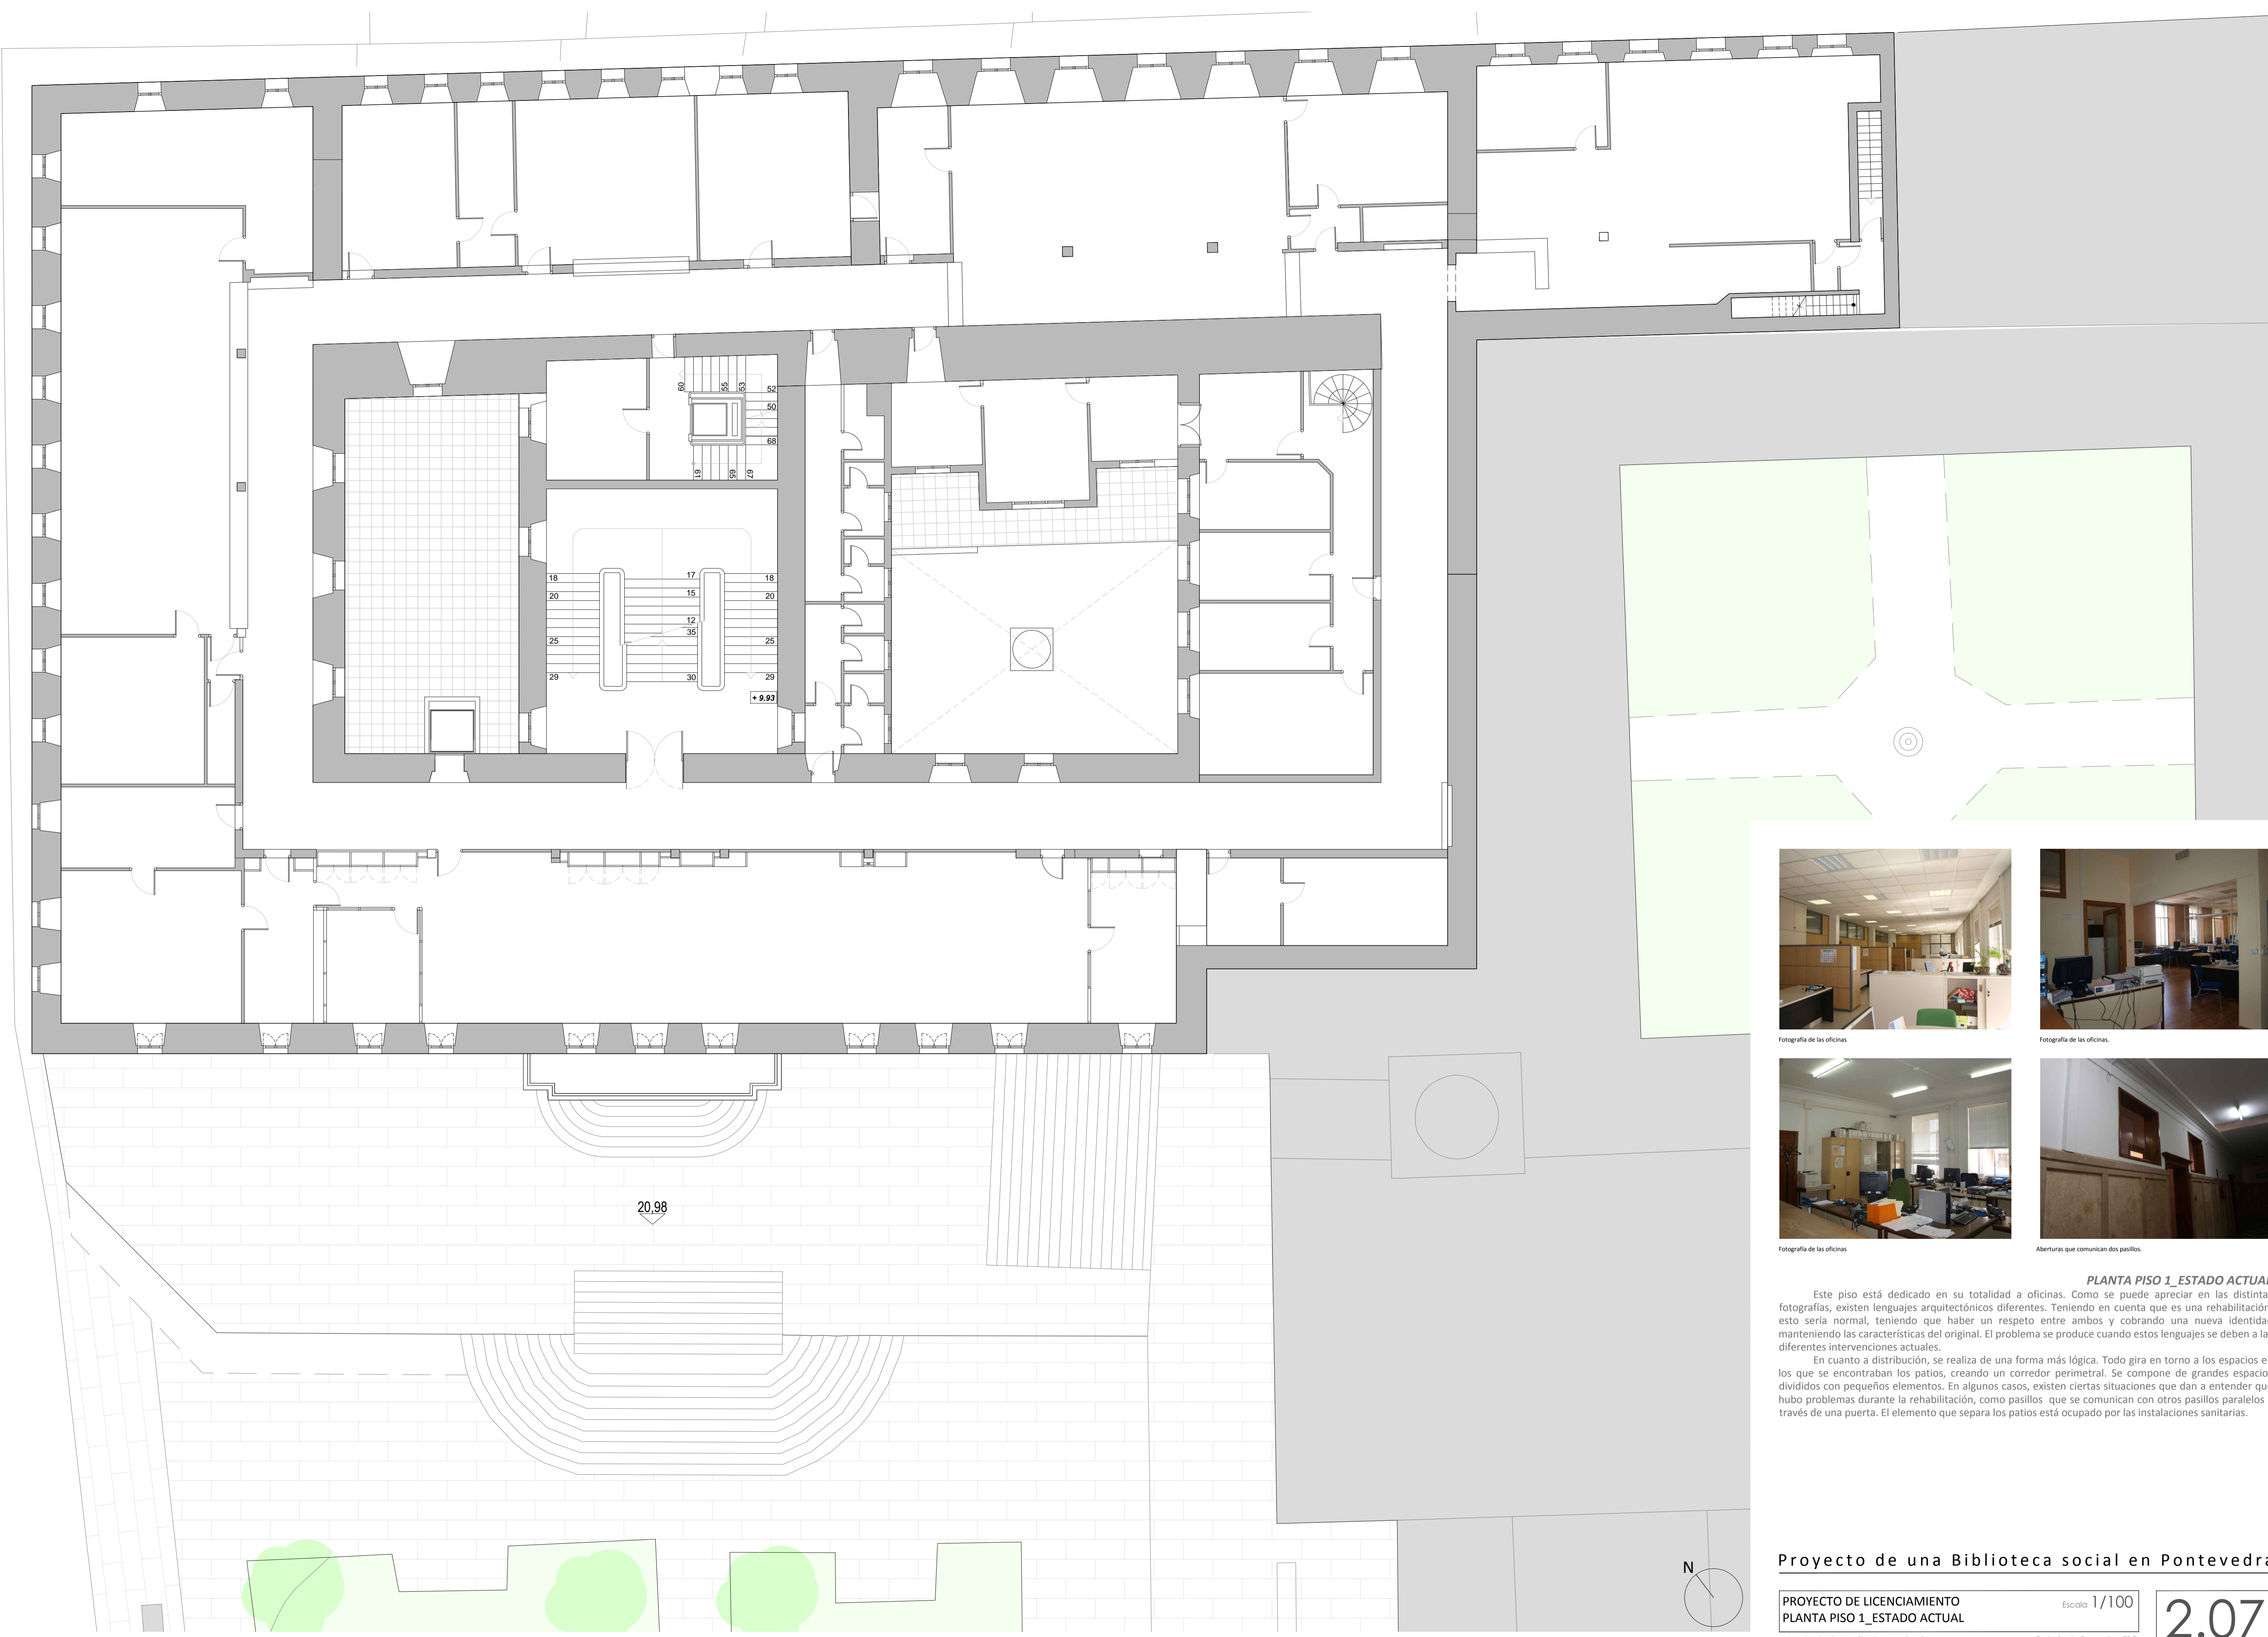 60
55
53
52
50
68
61
65
67
18
17
18
20
15
20
12
35
25
25
29
30
29
+ 9.93
20,98
N
Fotografía de las oficinas
Fotografía de las oficinas.
Fotografía de las oficinas
Aberturas que comunican dos pasillos.
PLANTA PISO 1_ESTADO ACTUAL
Este piso está dedicado en su totalidad a oficinas. Como se puede apreciar en las distinta
fotografías, existen lenguajes arquitectónicos diferentes. Teniendo en cuenta que es una rehabilitación
esto sería normal, teniendo que haber un respeto entre ambos y cobrando una nueva identida
manteniendo las características del original. El problema se produce cuando estos lenguajes se deben a la
diferentes intervenciones actuales.
En cuanto a distribución, se realiza de una forma más lógica. Todo gira en torno a los espacios e
los que se encontraban los patios, creando un corredor perimetral. Se compone de grandes espacio
divididos con pequeños elementos. En algunos casos, existen ciertas situaciones que dan a entender qu
hubo problemas durante la rehabilitación, como pasillos que se comunican con otros pasillos paralelos
través de una puerta. El elemento que separa los patios está ocupado por las instalaciones sanitarias.
Proyecto de una Biblioteca social en Pontevedra
PROYECTO DE LICENCIAMIENTO
Escala 1/100
PLANTA PISO 1_ESTADO ACTUAL
2.07